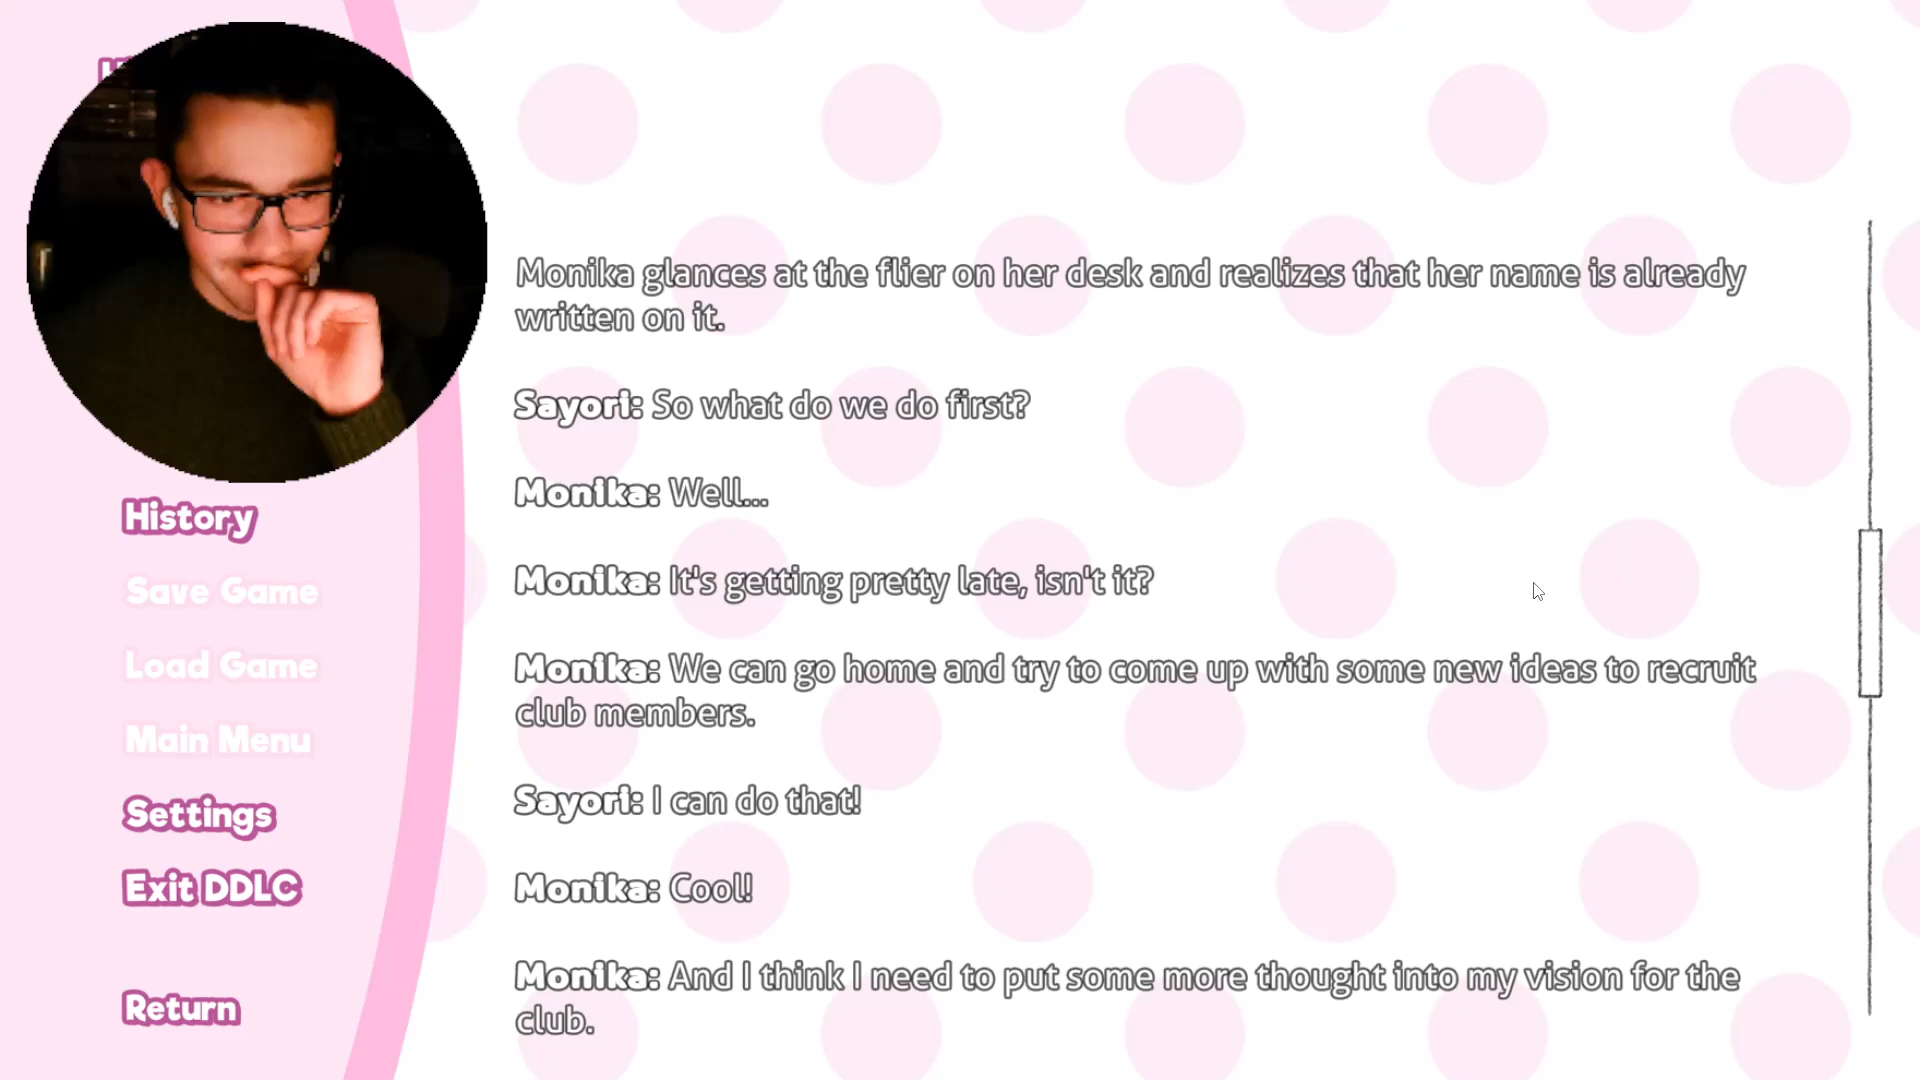 History
Save Game
Load Game
Main Menu
Settings
Exit DDLC
Return
Monika glances at the flier on her desk and realizes that her name is already
written on it.
Sayori: So what do we do first?
Monika: Well...
Monika: It's getting pretty late, isn't it?
Monika: We can go home and try to come up with some new ideas to recruit
club members.
Sayori: I can do that!
Monika: Cool!
Monika: And I think I need to put some more thought into my vision for the
club.